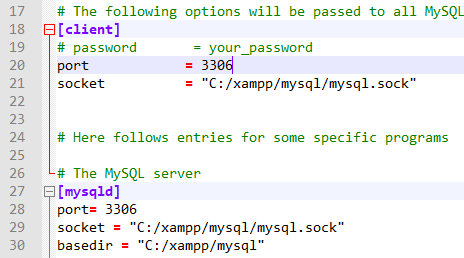 17 # The following options will be passed to all MySQL
18 [client]
19 # password       = your_password
20 port            = 3306
21 socket          = "C:/xampp/mysql/mysql.sock"
22
23
24 # Here follows entries for some specific programs
25
26 # The MySQL server
27 [mysqld]
28 port= 3306
29 socket = "C:/xampp/mysql/mysql.sock"
30 basedir = "C:/xampp/mysql"